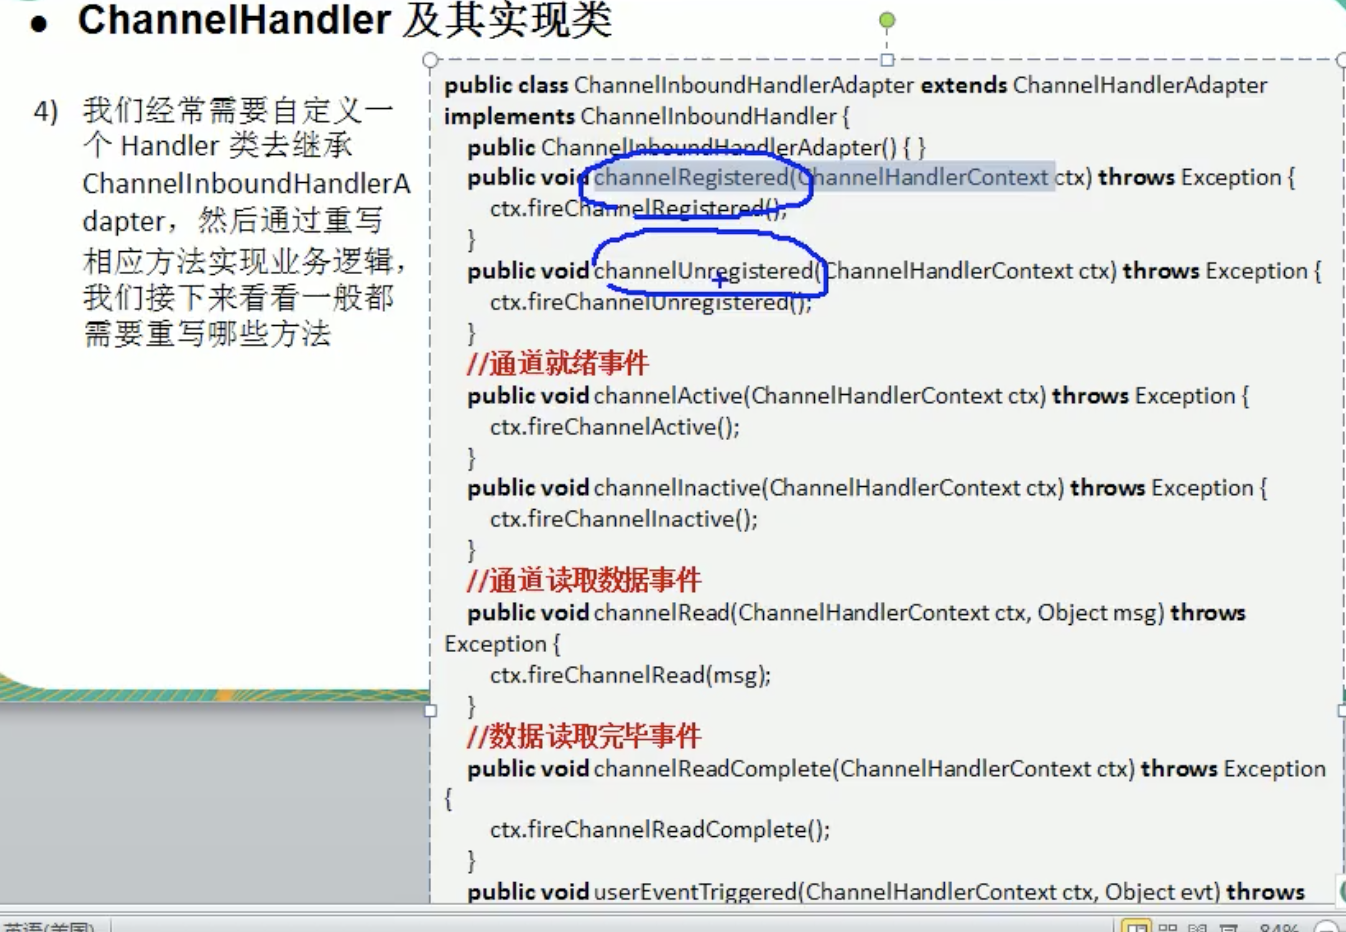 ● ChannelHandler 及其实现类
4) 我们经常需要自定义一
个 Handler 类去继承
ChannelInboundHandlerA
dapter，然后通过重写
相应方法实现业务逻辑，
我们接下来看看一般都
需要重写哪些方法
public class ChannelInboundHandlerAdapter extends ChannelHandlerAdapter
implements ChannelInboundHandler {
public ChannelInboundHandlerAdapter() { }
public void channelRegistered(ChannelHandlerContext ctx) throws Exception {
ctx.fireChannelRegistered();
}
public void channelUnregistered(ChannelHandlerContext ctx) throws Exception {
ctx.fireChannelUnregistered();
}
//通道就绪事件
public void channelActive(ChannelHandlerContext ctx) throws Exception {
ctx.fireChannelActive();
}
public void channelInactive(ChannelHandlerContext ctx) throws Exception {
ctx.fireChannelInactive();
}
//通道读取数据事件
public void channelRead(ChannelHandlerContext ctx, Object msg) throws
Exception {
ctx.fireChannelRead(msg);
}
//数据读取完毕事件
public void channelReadComplete(ChannelHandlerContext ctx) throws Exception
{
ctx.fireChannelReadComplete();
}
public void userEventTriggered(ChannelHandlerContext ctx, Object evt) throws
英语(美国)
84%